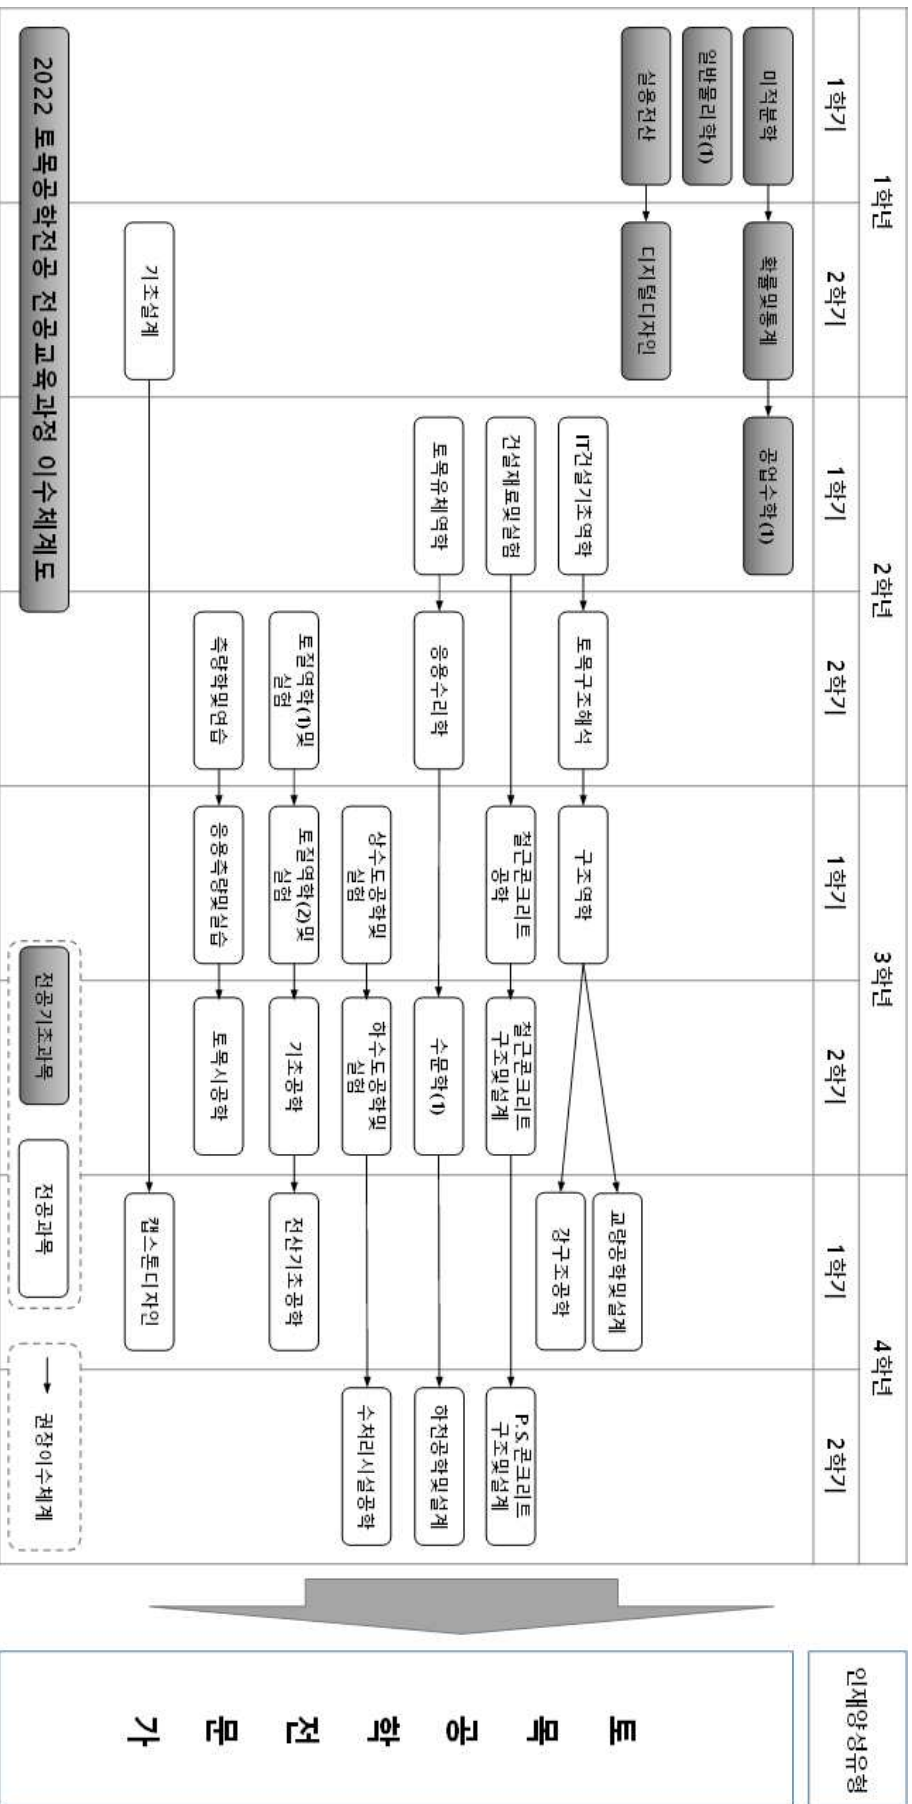 1학년
2학년
3학년
4학년
인재양성유형
1학기
2학기
1학기
2학기
1학기
2학기
1학기
2학기
미적분학
확률및통계
공업수학(1)
일반물리학(1)
실용전산
디지털디자인
IT건설기초역학
토목구조해석
구조역학
교량공학및설계
강구조공학
건설재료및실험
철근콘크리트
공학
철근콘크리트
구조및설계
P.S.콘크리트
구조및설계
토목유체역학
응용수리학
수문학(1)
하천공학및설계
상수도공학및
실험
하수도공학및
실험
수처리시설공학
토질역학(1)및
실험
토질역학(2)및
실험
기초공학
전산기초공학
측량학및연습
응용측량및실습
토목시공학
기초설계
캡스톤디자인
토
목
공
학
전
문
가
2022 토목공학전공 전공교육과정 이수체계도
전공기초과목
전공과목
권장이수체계